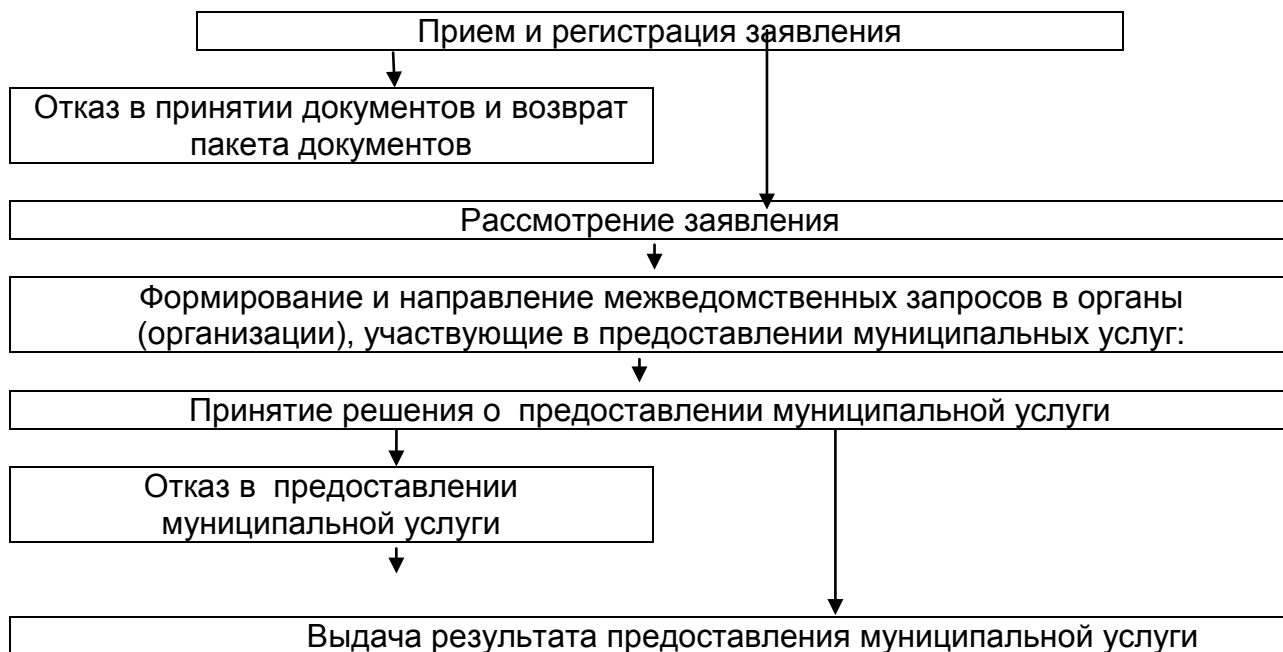 Прием и регистрация заявления
Отказ в принятии документов и возврат
пакета документов
Рассмотрение заявления
Формирование и направление межведомственных запросов в органы
(организации), участвующие в предоставлении муниципальных услуг:
Принятие решения о  предоставлении муниципальной услуги
Отказ в  предоставлении
муниципальной услуги
Выдача результата предоставления муниципальной услуги